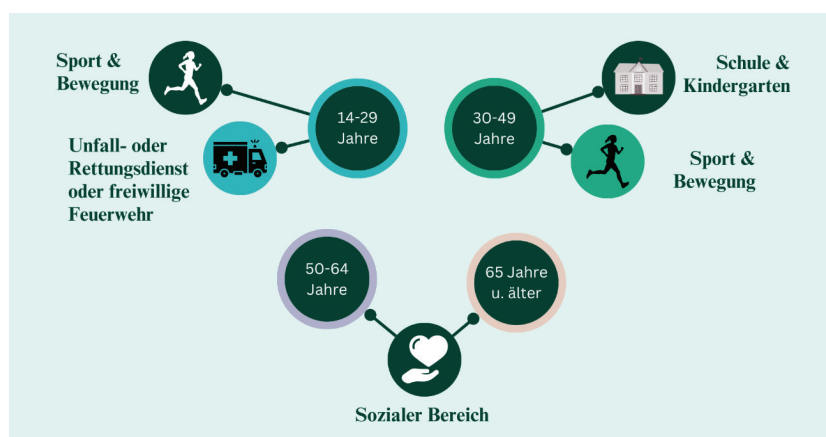 Sport &
Bewegung
14-29
Jahre
Unfall- oder
Rettungsdienst
oder freiwillige
Feuerwehr
30-49
Jahre
Schule &
Kindergarten
Sport &
Bewegung
50-64
Jahre
65 Jahre
u. älter
Sozialer Bereich